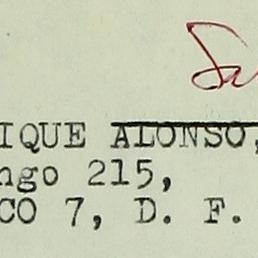 IQUE ALONSO,
ngo 215,
CO 7, D. F.